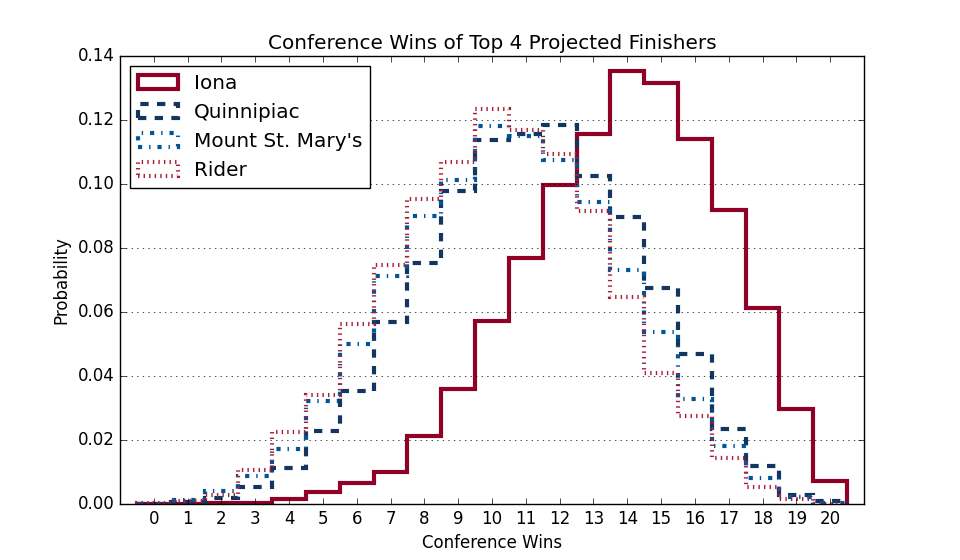 Conference Wins of Top 4 Projected Finishers
Iona
Quinnipiac
Mount St. Mary's
Rider
Probability
0.14
0.12
0.10
0.08
0.06
0.04
0.02
0.00
0 1 2 3 4 5 6 7 8 9 10 11 12 13 14 15 16 17 18 19 20
Conference Wins